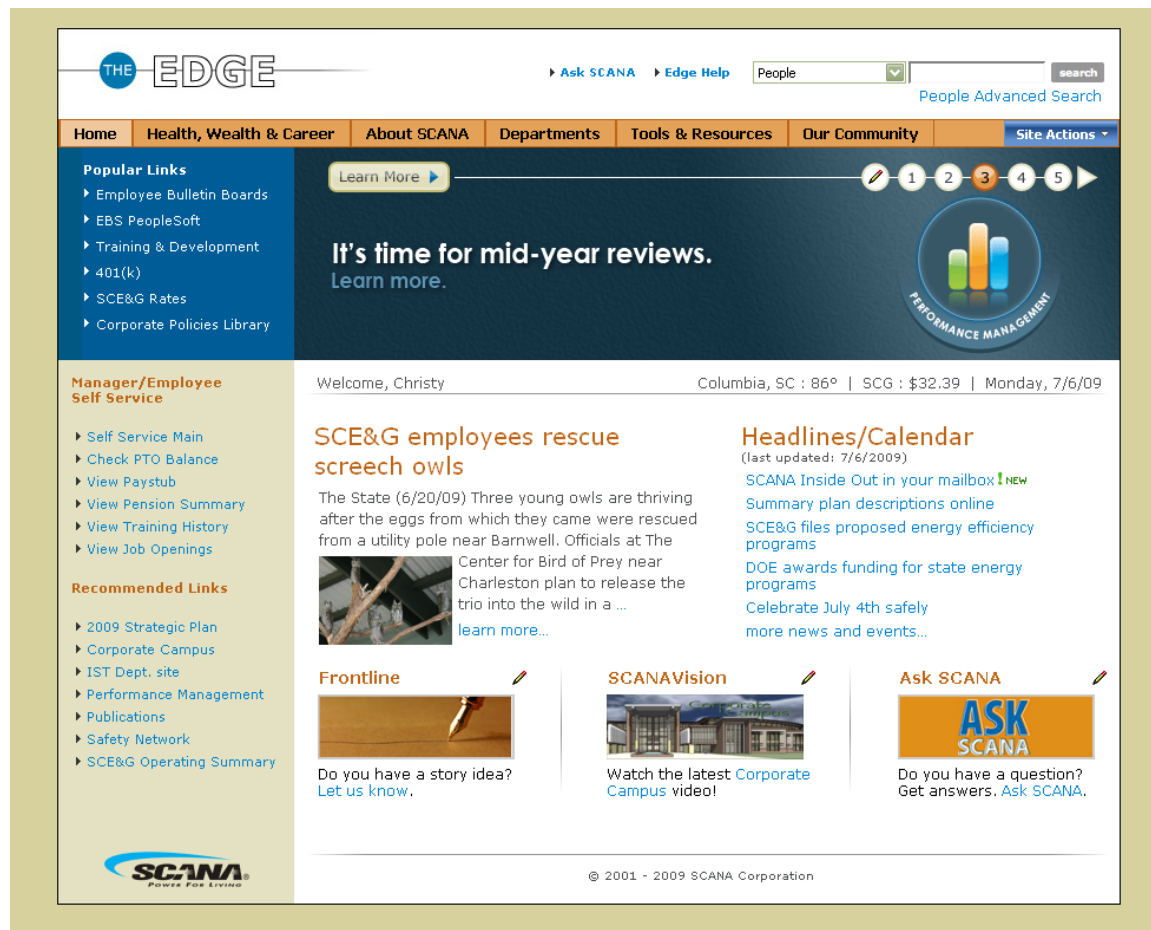 THE EDGE
Ask SCANA Edge Help People search
People Advanced Search
Home Health, Wealth & Career About SCANA Departments Tools & Resources Our Community Site Actions
Popular Links
Employee Bulletin Boards
EBS PeopleSoft
Training & Development
401(k)
SCE&G Rates
Corporate Policies Library
Learn More
1 2 3 4 5
It's time for mid-year reviews.
Learn more.
PERFORMANCE MANAGEMENT
Manager/Employee
Self Service
Self Service Main
Check PTO Balance
View Paystub
View Pension Summary
View Training History
View Job Openings
Recommended Links
2009 Strategic Plan
Corporate Campus
IST Dept. site
Performance Management
Publications
Safety Network
SCE&G Operating Summary
SCANA®
POWER FOR LIVING
Welcome, Christy
Columbia, SC : 86º | SCG : $32.39 | Monday, 7/6/09
SCE&G employees rescue
screech owls
The State (6/20/09) Three young owls are thriving
after the eggs from which they came were rescued
from a utility pole near Barnwell. Officials at The
Center for Bird of Prey near
Charleston plan to release the
trio into the wild in a ...
learn more...
Headlines/Calendar
(last updated: 7/6/2009)
SCANA Inside Out in your mailbox ! NEW
Summary plan descriptions online
SCE&G files proposed energy efficiency
programs
DOE awards funding for state energy
programs
Celebrate July 4th safely
more news and events...
Frontline
Do you have a story idea?
Let us know.
SCANAVision
Corporate
Campus
Watch the latest Corporate
Campus video!
Ask SCANA
ASK
SCANA
Do you have a question?
Get answers. Ask SCANA.
© 2001 - 2009 SCANA Corporation